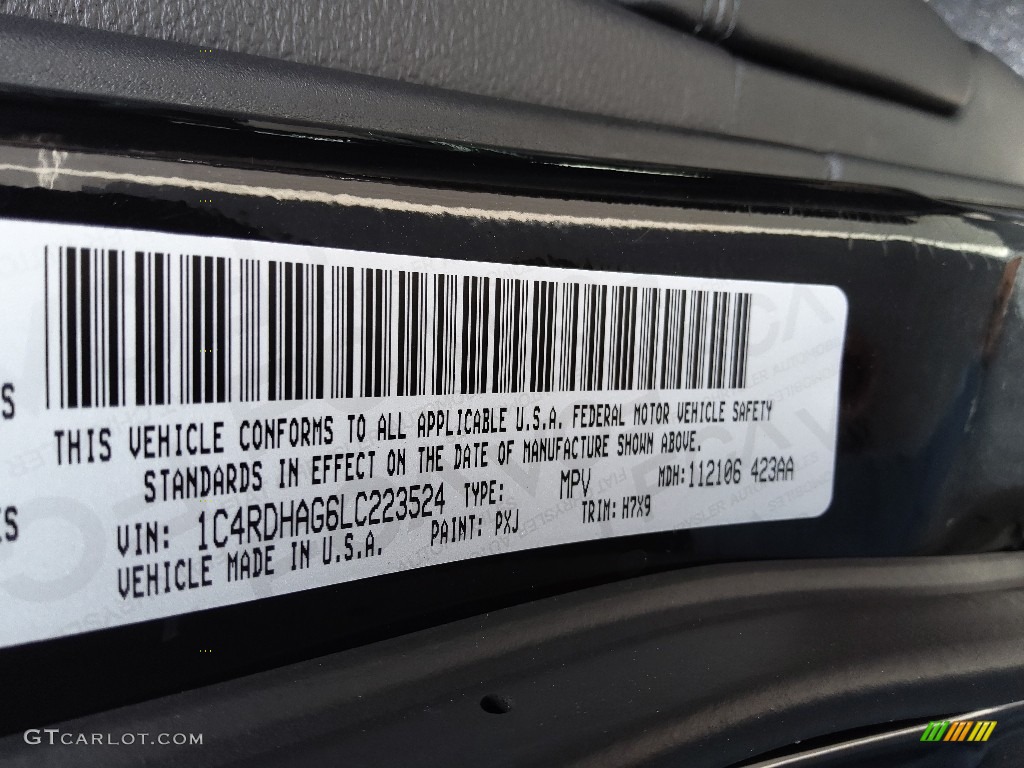 S
THIS VEHICLE CONFORMS TO ALL APPLICABLE U.S.A. FEDERAL MOTOR VEHICLE SAFETY
STANDARDS IN EFFECT ON THE DATE OF MANUFACTURE SHOWN ABOVE.
VIN: 1C4RDHAG6LC223524 TYPE: MPV MDH:112106 423AA
VEHICLE MADE IN U.S.A. PAINT: PXJ TRIM: H7X9
GTCARLOT.COM